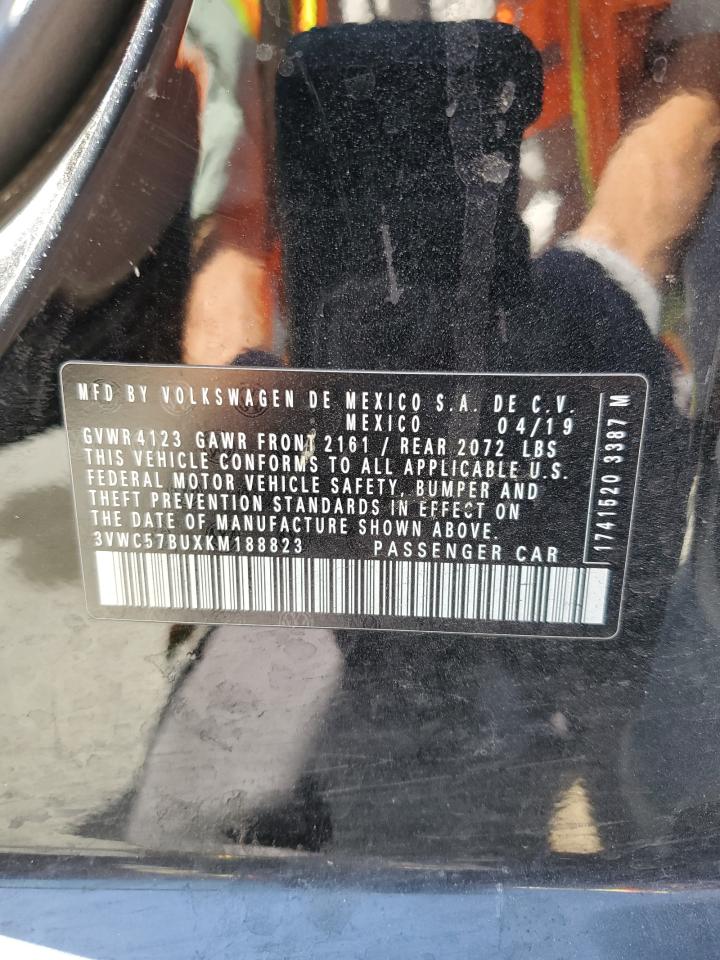 MFD BY VOLKSWAGEN DE MEXICO S.A. DE C.V.
MEXICO 04/19
GVWR 4123 GAWR FRONT 2161 / REAR 2072 LBS
THIS VEHICLE CONFORMS TO ALL APPLICABLE U.S.
FEDERAL MOTOR VEHICLE SAFETY, BUMPER AND
THEFT PREVENTION STANDARDS IN EFFECT ON
THE DATE OF MANUFACTURE SHOWN ABOVE.
3VWC57BUXKM188823 PASSENGER CAR
1741520 3387 M